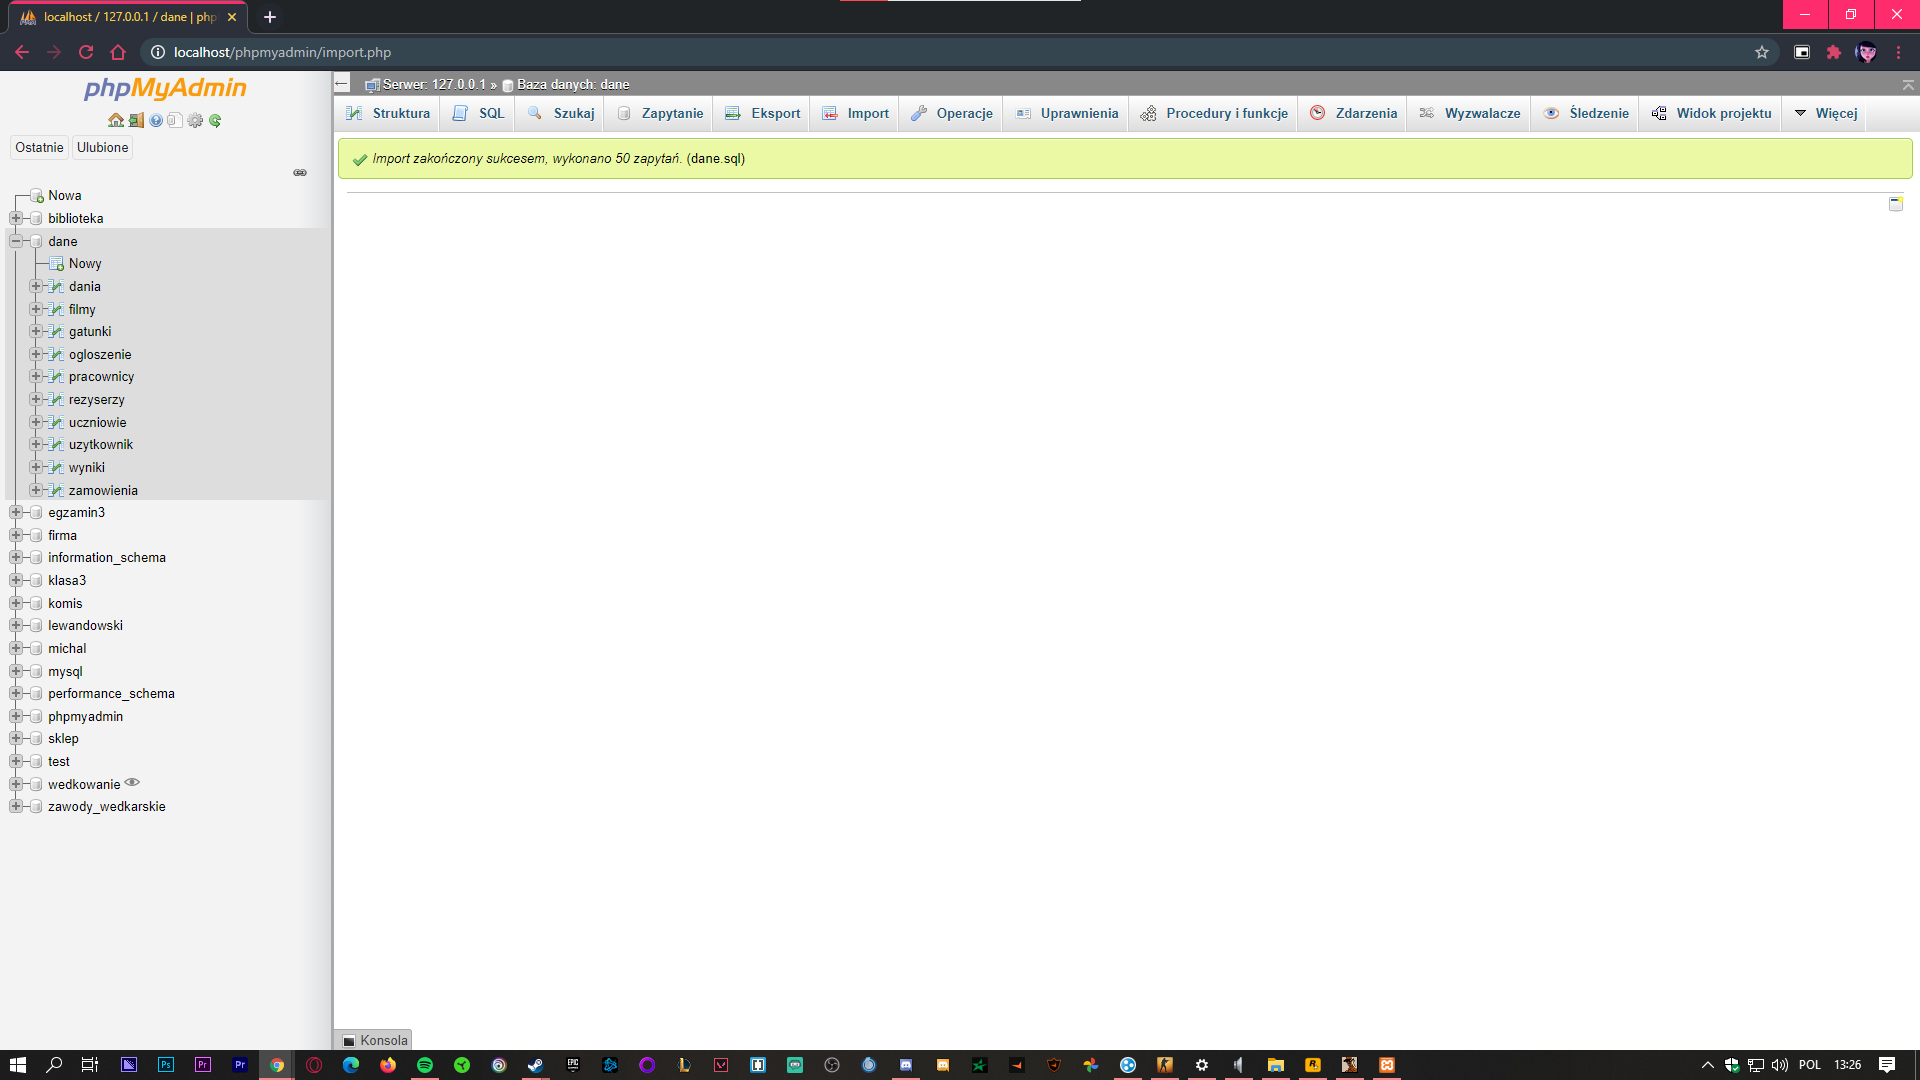 localhost / 127.0.0.1 / dane | php
localhost/phpmyadmin/import.php
phpMyAdmin
Ostatnie Ulubione
Nowa
biblioteka
dane
Nowy
dania
filmy
gatunki
ogloszenie
pracownicy
rezyserzy
uczniowie
uzytkownik
wyniki
zamowienia
egzamin3
firma
information_schema
klasa3
komis
lewandowski
michal
mysql
performance_schema
phpmyadmin
sklep
test
wedkowanie
zawody_wedkarskie
Serwer: 127.0.0.1 » Baza danych: dane
Struktura SQL Szukaj Zapytanie Eksport Import Operacje Uprawnienia Procedury i funkcje Zdarzenia Wyzwalacze Śledzenie Widok projektu Więcej
Import zakończony sukcesem, wykonano 50 zapytań. (dane.sql)
Konsola
Ps Pr Pr EPIC POL 13:26